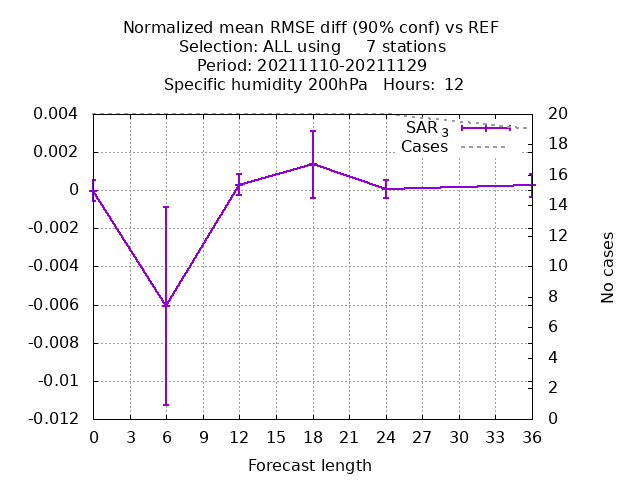 Normalized mean RMSE diff (90% conf) vs REF
Selection: ALL using 7 stations
Period: 20211110-20211129
Specific humidity 200hPa Hours: 12
SAR 3
Cases
0.004
0.002
0
-0.002
-0.004
-0.006
-0.008
-0.01
-0.012
20
18
16
14
12
10
8
6
4
2
0
No cases
0 3 6 9 12 15 18 21 24 27 30 33 36
Forecast length